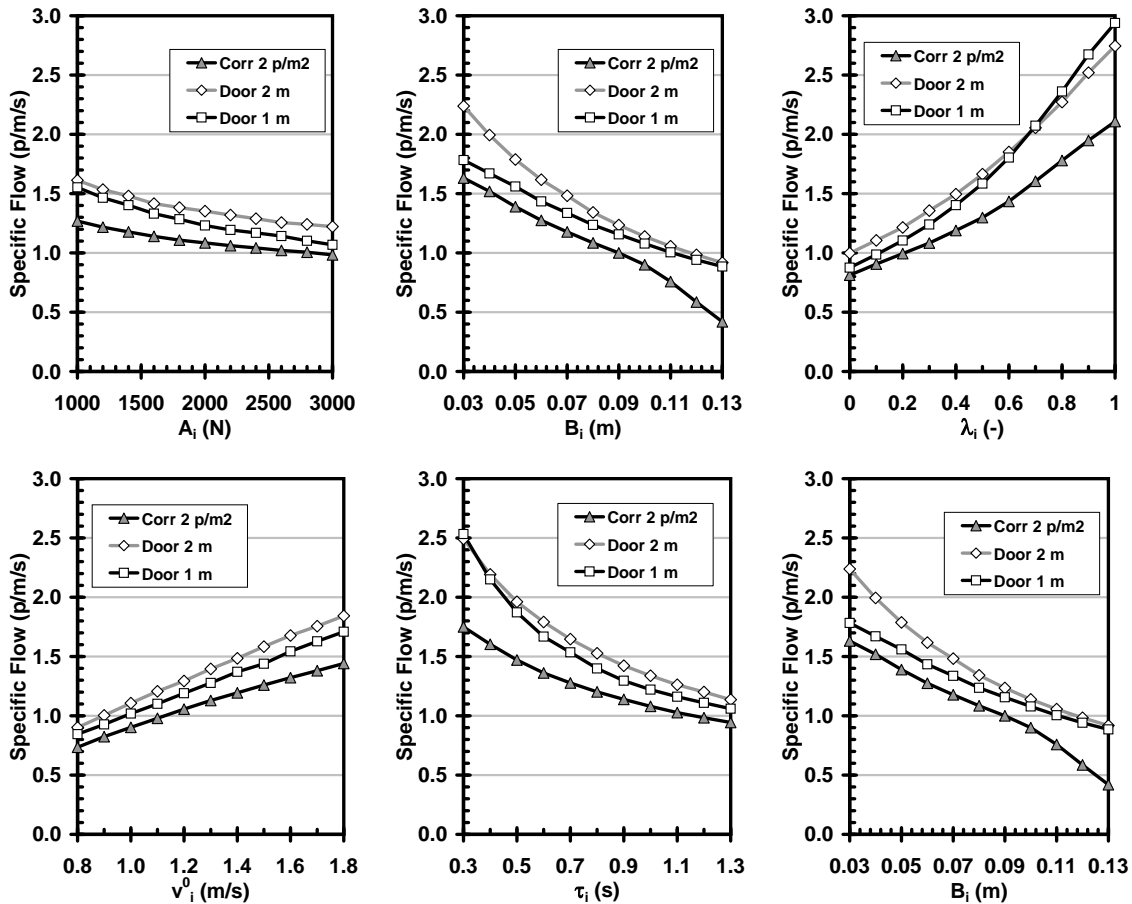 3.0
2.5
2.0
1.5
1.0
0.5
0.0
Specific Flow (p/m/s)
Corr 2 p/m2
Door 2 m
Door 1 m
1000 1500 2000 2500 3000
A_i (N)
3.0
2.5
2.0
1.5
1.0
0.5
0.0
Specific Flow (p/m/s)
Corr 2 p/m2
Door 2 m
Door 1 m
0.03 0.05 0.07 0.09 0.11 0.13
B_i (m)
3.0
2.5
2.0
1.5
1.0
0.5
0.0
Specific Flow (p/m/s)
Corr 2 p/m2
Door 2 m
Door 1 m
0 0.2 0.4 0.6 0.8 1
λ_i (-)
3.0
2.5
2.0
1.5
1.0
0.5
0.0
Specific Flow (p/m/s)
Corr 2 p/m2
Door 2 m
Door 1 m
0.8 1.0 1.2 1.4 1.6 1.8
v^0_i (m/s)
3.0
2.5
2.0
1.5
1.0
0.5
0.0
Specific Flow (p/m/s)
Corr 2 p/m2
Door 2 m
Door 1 m
0.3 0.5 0.7 0.9 1.1 1.3
τ_i (s)
3.0
2.5
2.0
1.5
1.0
0.5
0.0
Specific Flow (p/m/s)
Corr 2 p/m2
Door 2 m
Door 1 m
0.03 0.05 0.07 0.09 0.11 0.13
B_i (m)